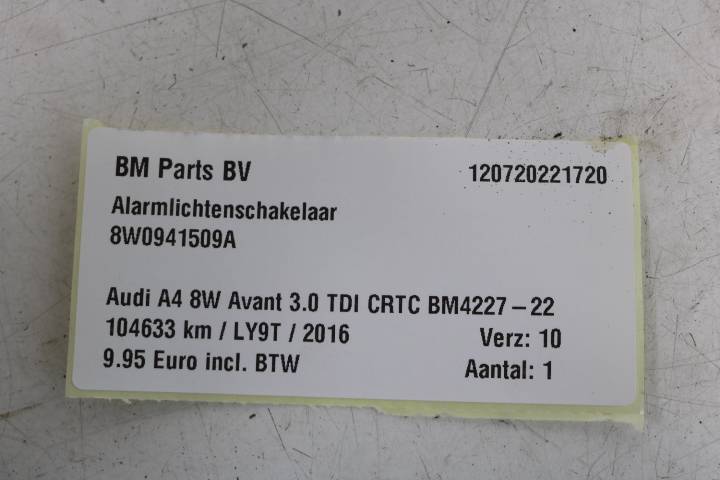 BM Parts BV 120720221720
Alarmlichtenschakelaar
8W0941509A
Audi A4 8W Avant 3.0 TDI CRTC BM4227-22
104633 km / LY9T / 2016 Verz: 10
9.95 Euro incl. BTW Aantal: 1